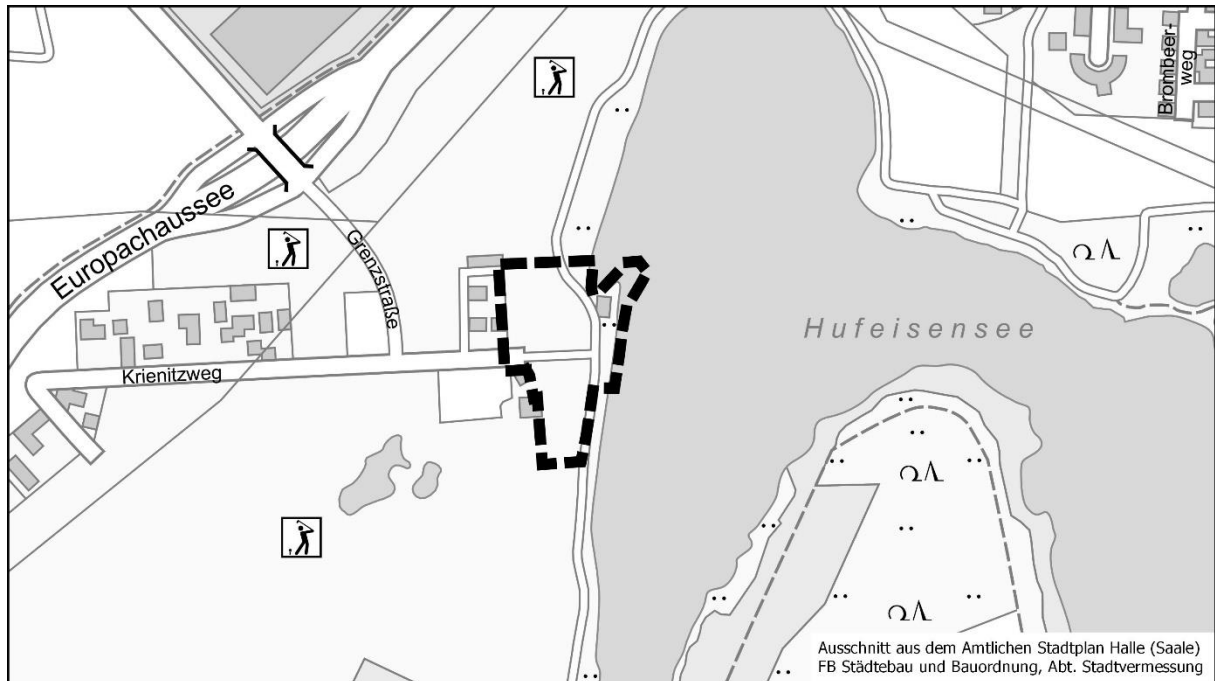 Brombeer-
weg
Europachaussee
Grenzstraße
Hufeisensee
Krienitzweg
Ausschnitt aus dem Amtlichen Stadtplan Halle (Saale)
FB Städtebau und Bauordnung, Abt. Stadtvermessung